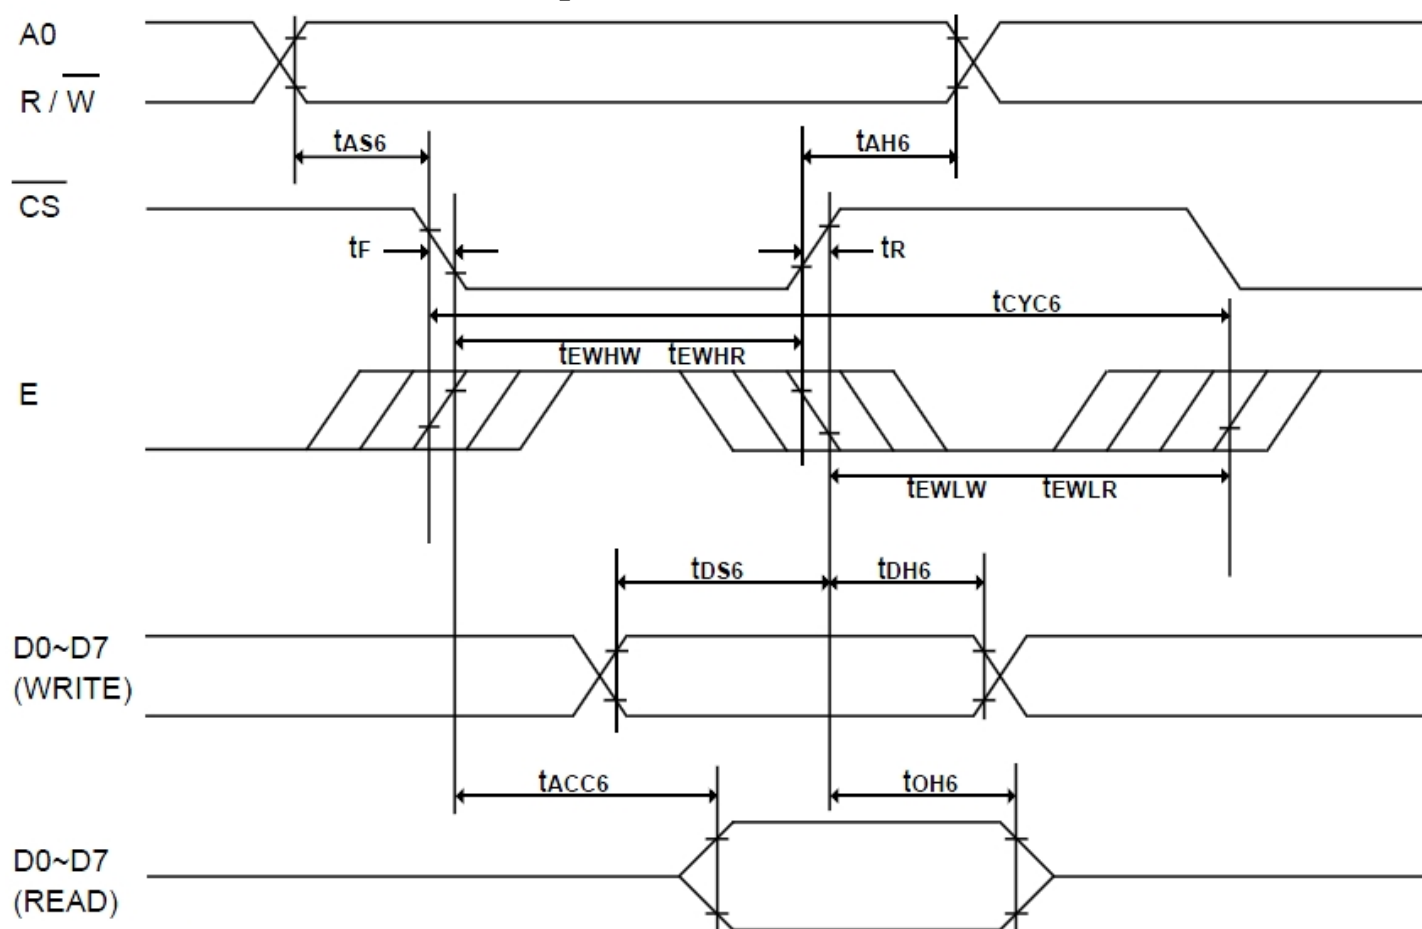 A0
R / W
tAS6 tAH6
CS
tF tR
tCYC6
tEWHW tEWHR
E
tEWLW tEWLR
tDS6 tDH6
D0~D7
(WRITE)
tACC6 tOH6
D0~D7
(READ)